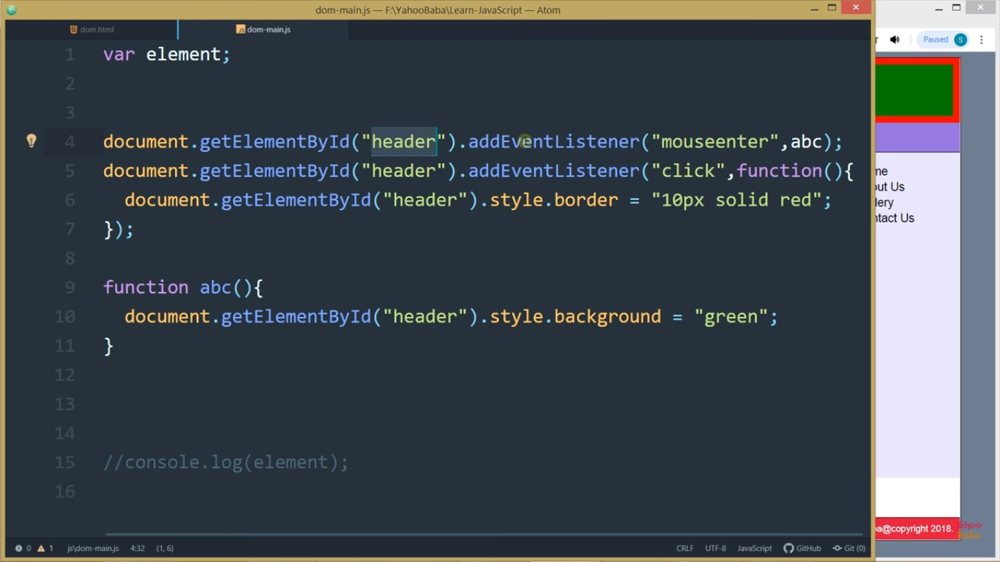 dom-main.js — F:\YahooBaba\Learn-JavaScript — Atom
dom.html
dom-main.js
Paused S
1 var element;
2
3
4 document.getElementById("header").addEventListener("mouseenter",abc);
5 document.getElementById("header").addEventListener("click",function(){
6 document.getElementById("header").style.border = "10px solid red";
7 });
8
9 function abc(){
10 document.getElementById("header").style.background = "green";
11 }
12
13
14
15 //console.log(element);
16
me
out Us
lery
ntact Us
ba@copyright 2018.
Yahoo
Baba
0 1 js\dom-main.js 4:32 (1, 6) CRLF UTF-8 JavaScript GitHub Git (0)